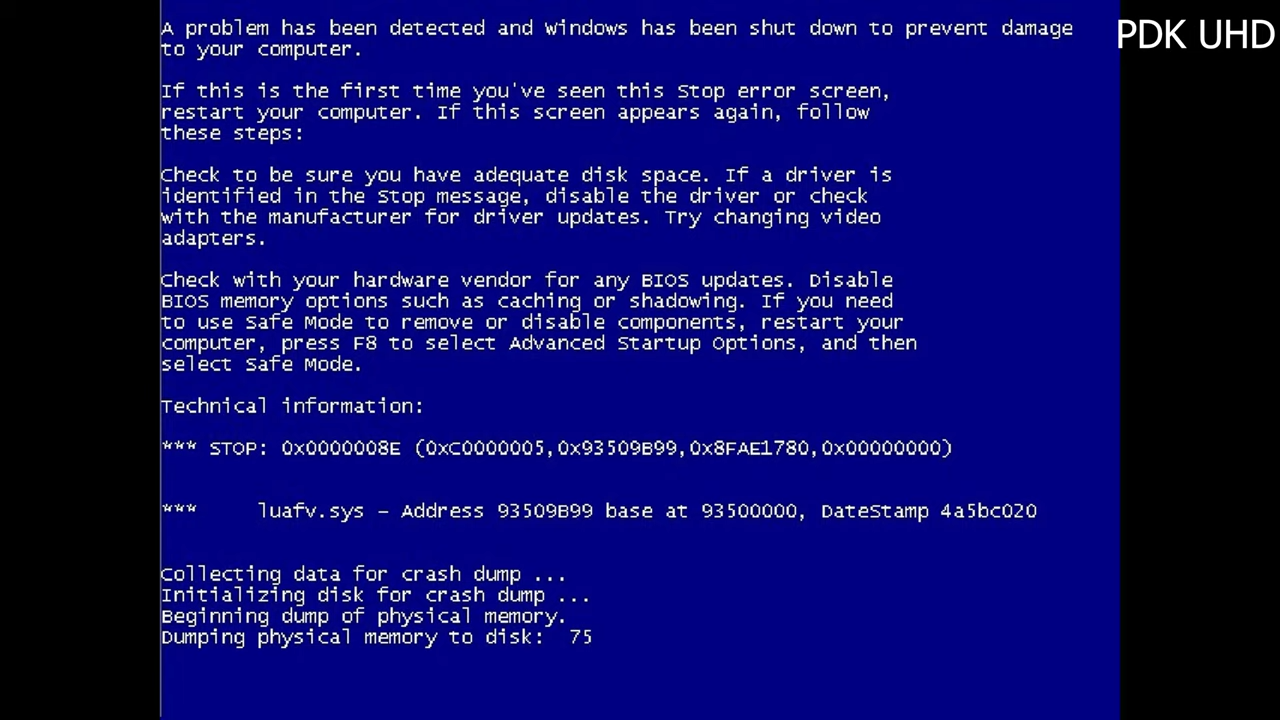 A problem has been detected and Windows has been shut down to prevent damage
to your computer.
PDK UHD
If this is the first time you've seen this Stop error screen,
restart your computer. If this screen appears again, follow
these steps:
Check to be sure you have adequate disk space. If a driver is
identified in the Stop message, disable the driver or check
with the manufacturer for driver updates. Try changing video
adapters.
Check with your hardware vendor for any BIOS updates. Disable
BIOS memory options such as caching or shadowing. If you need
to use Safe Mode to remove or disable components, restart your
computer, press F8 to select Advanced Startup Options, and then
select Safe Mode.
Technical information:
*** STOP: 0x0000008E (0xC0000005,0x93509B99,0x8FAE1780,0x00000000)
*** luafv.sys – Address 93509B99 base at 93500000, DateStamp 4a5bc020
Collecting data for crash dump ...
Initializing disk for crash dump ...
Beginning dump of physical memory.
Dumping physical memory to disk: 75